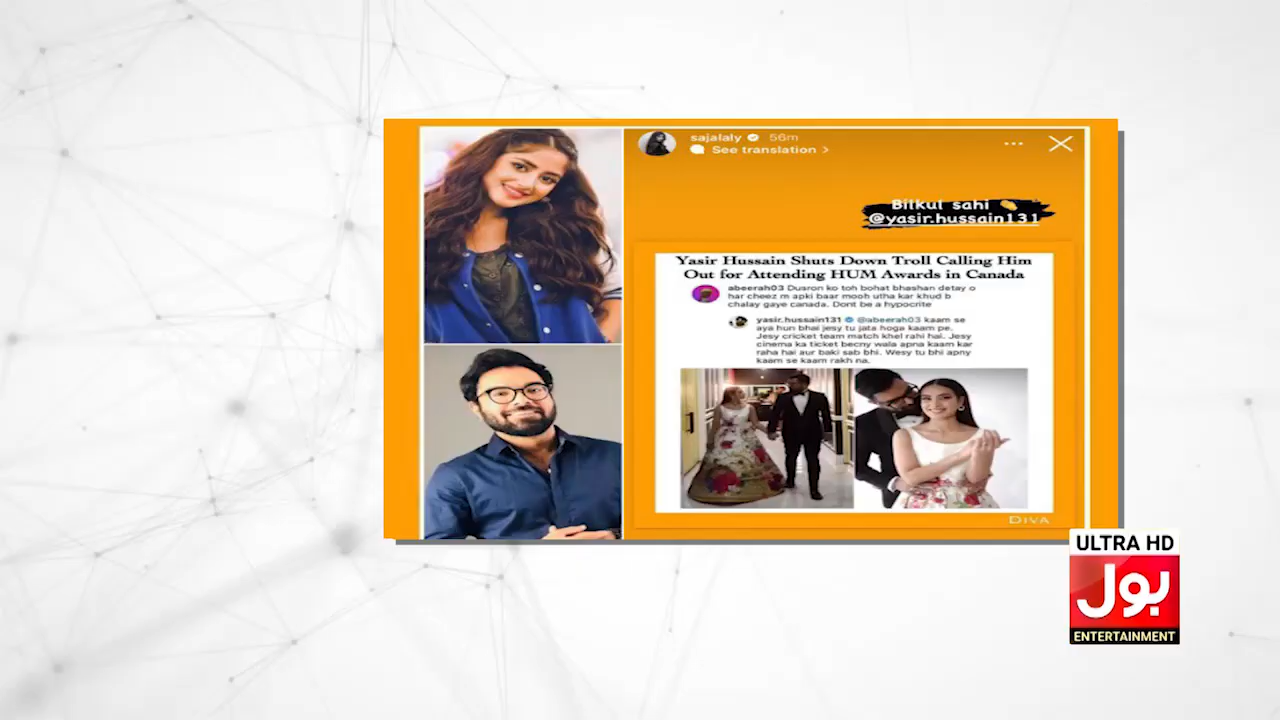 sajalaly 56m
See translation >
Bilkul sahi 👏
@yasir.hussain131
Yasir Hussain Shuts Down Troll Calling Him
Out for Attending HUM Awards in Canada
abeerah03 Dusron ko toh bohat bhashan detay o
har cheez m apki baar mooh utha kar khud b
chalay gaye canada. Dont be a hypocrite
yasir.hussain131 @abeerah03 kaam se
aya hun bhai jesy tu jata hoga kaam pe.
Jesy cricket team match khel rahi hai. Jesy
cinema ka ticket becny wala apna kaam kar
raha hai aur baki sab bhi. Wesy tu bhi apny
kaam se kaam rakh na.
DIVA
ULTRA HD
بول
ENTERTAINMENT